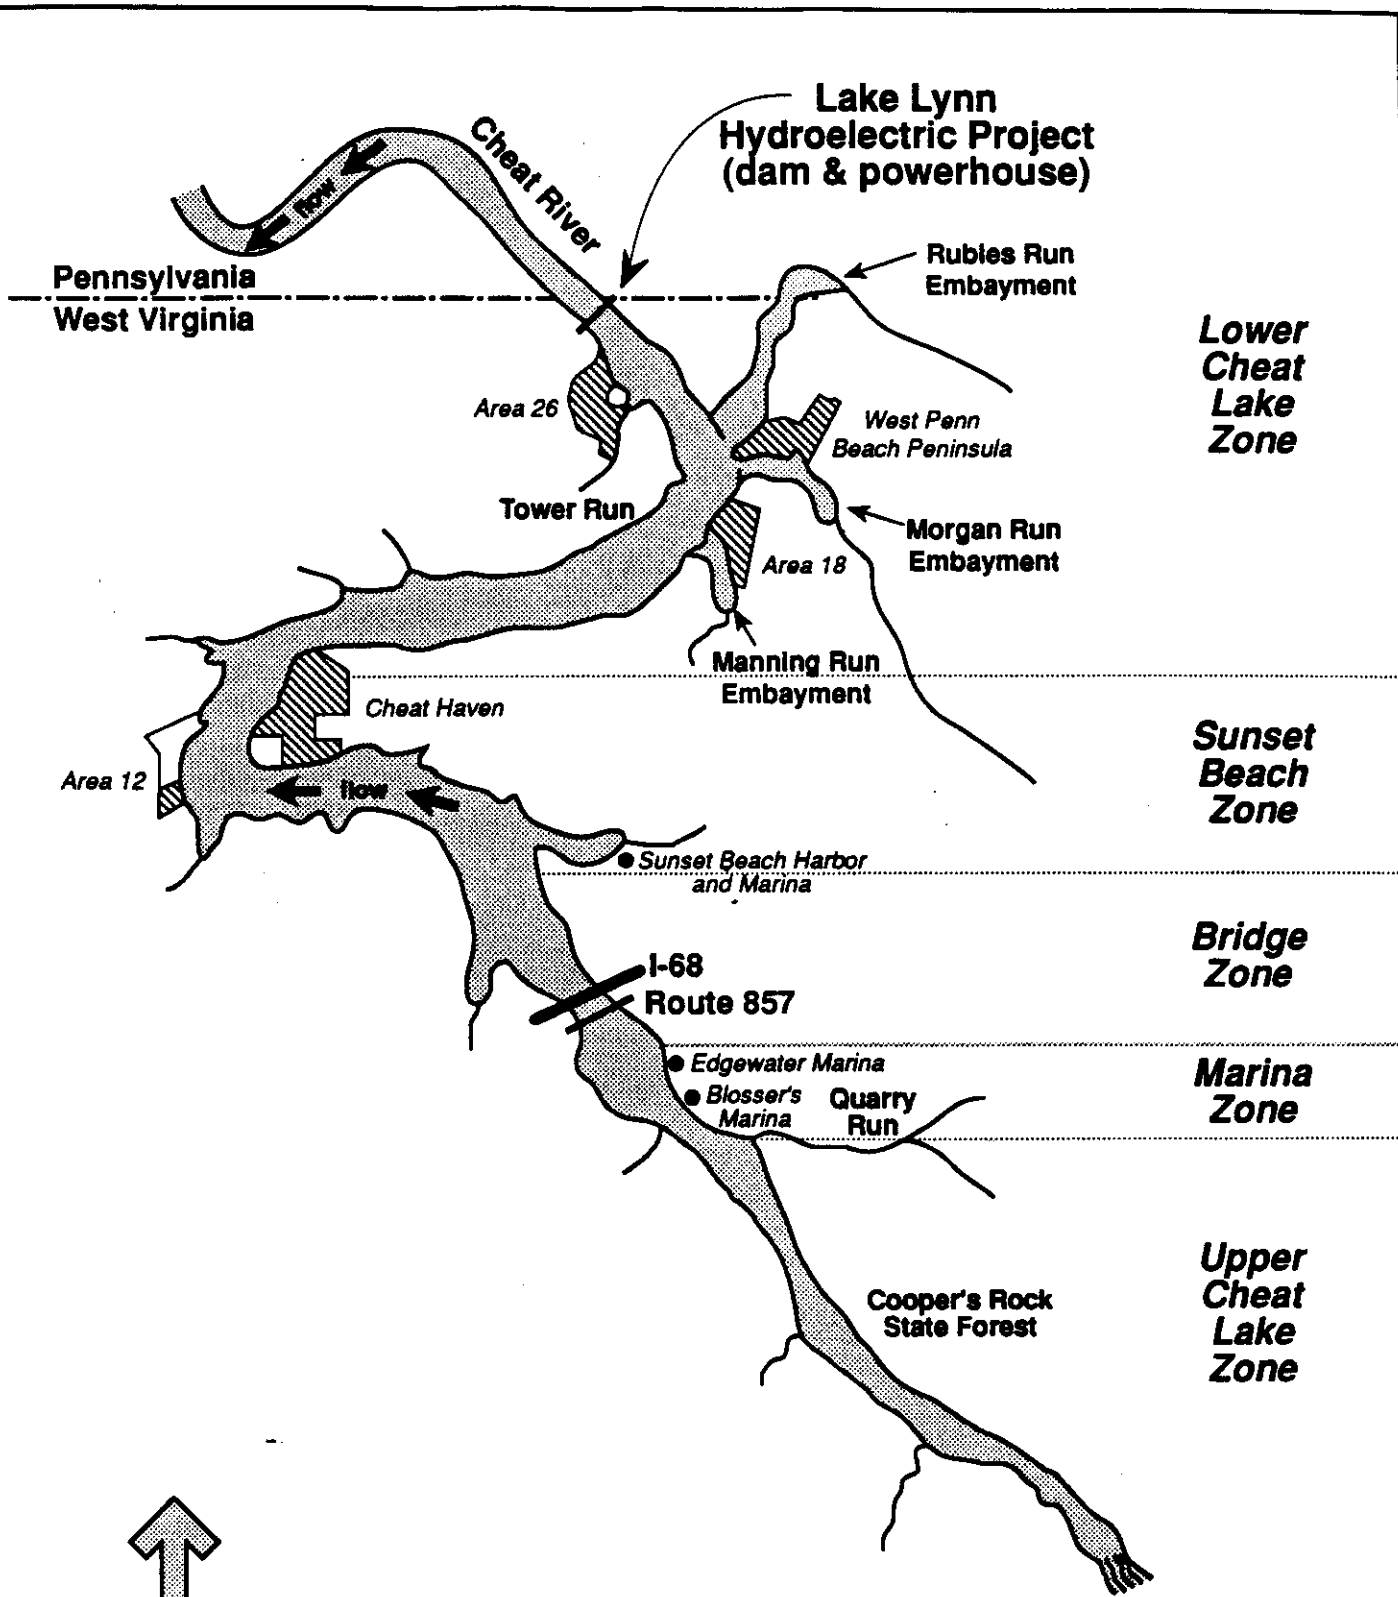 Lake Lynn
Hydroelectric Project
(dam & powerhouse)
Cheat River
flow
Rubles Run
Embayment
Pennsylvania
West Virginia
Lower
Cheat
Lake
Zone
Area 26
West Penn
Beach Peninsula
Tower Run
Morgan Run
Embayment
Area 18
Manning Run
Embayment
Cheat Haven
Sunset
Beach
Zone
Area 12
flow
Sunset Beach Harbor
and Marina
Bridge
Zone
I-68
Route 857
Edgewater Marina
Marina
Zone
Blosser's
Marina
Quarry
Run
Upper
Cheat
Lake
Zone
Cooper's Rock
State Forest